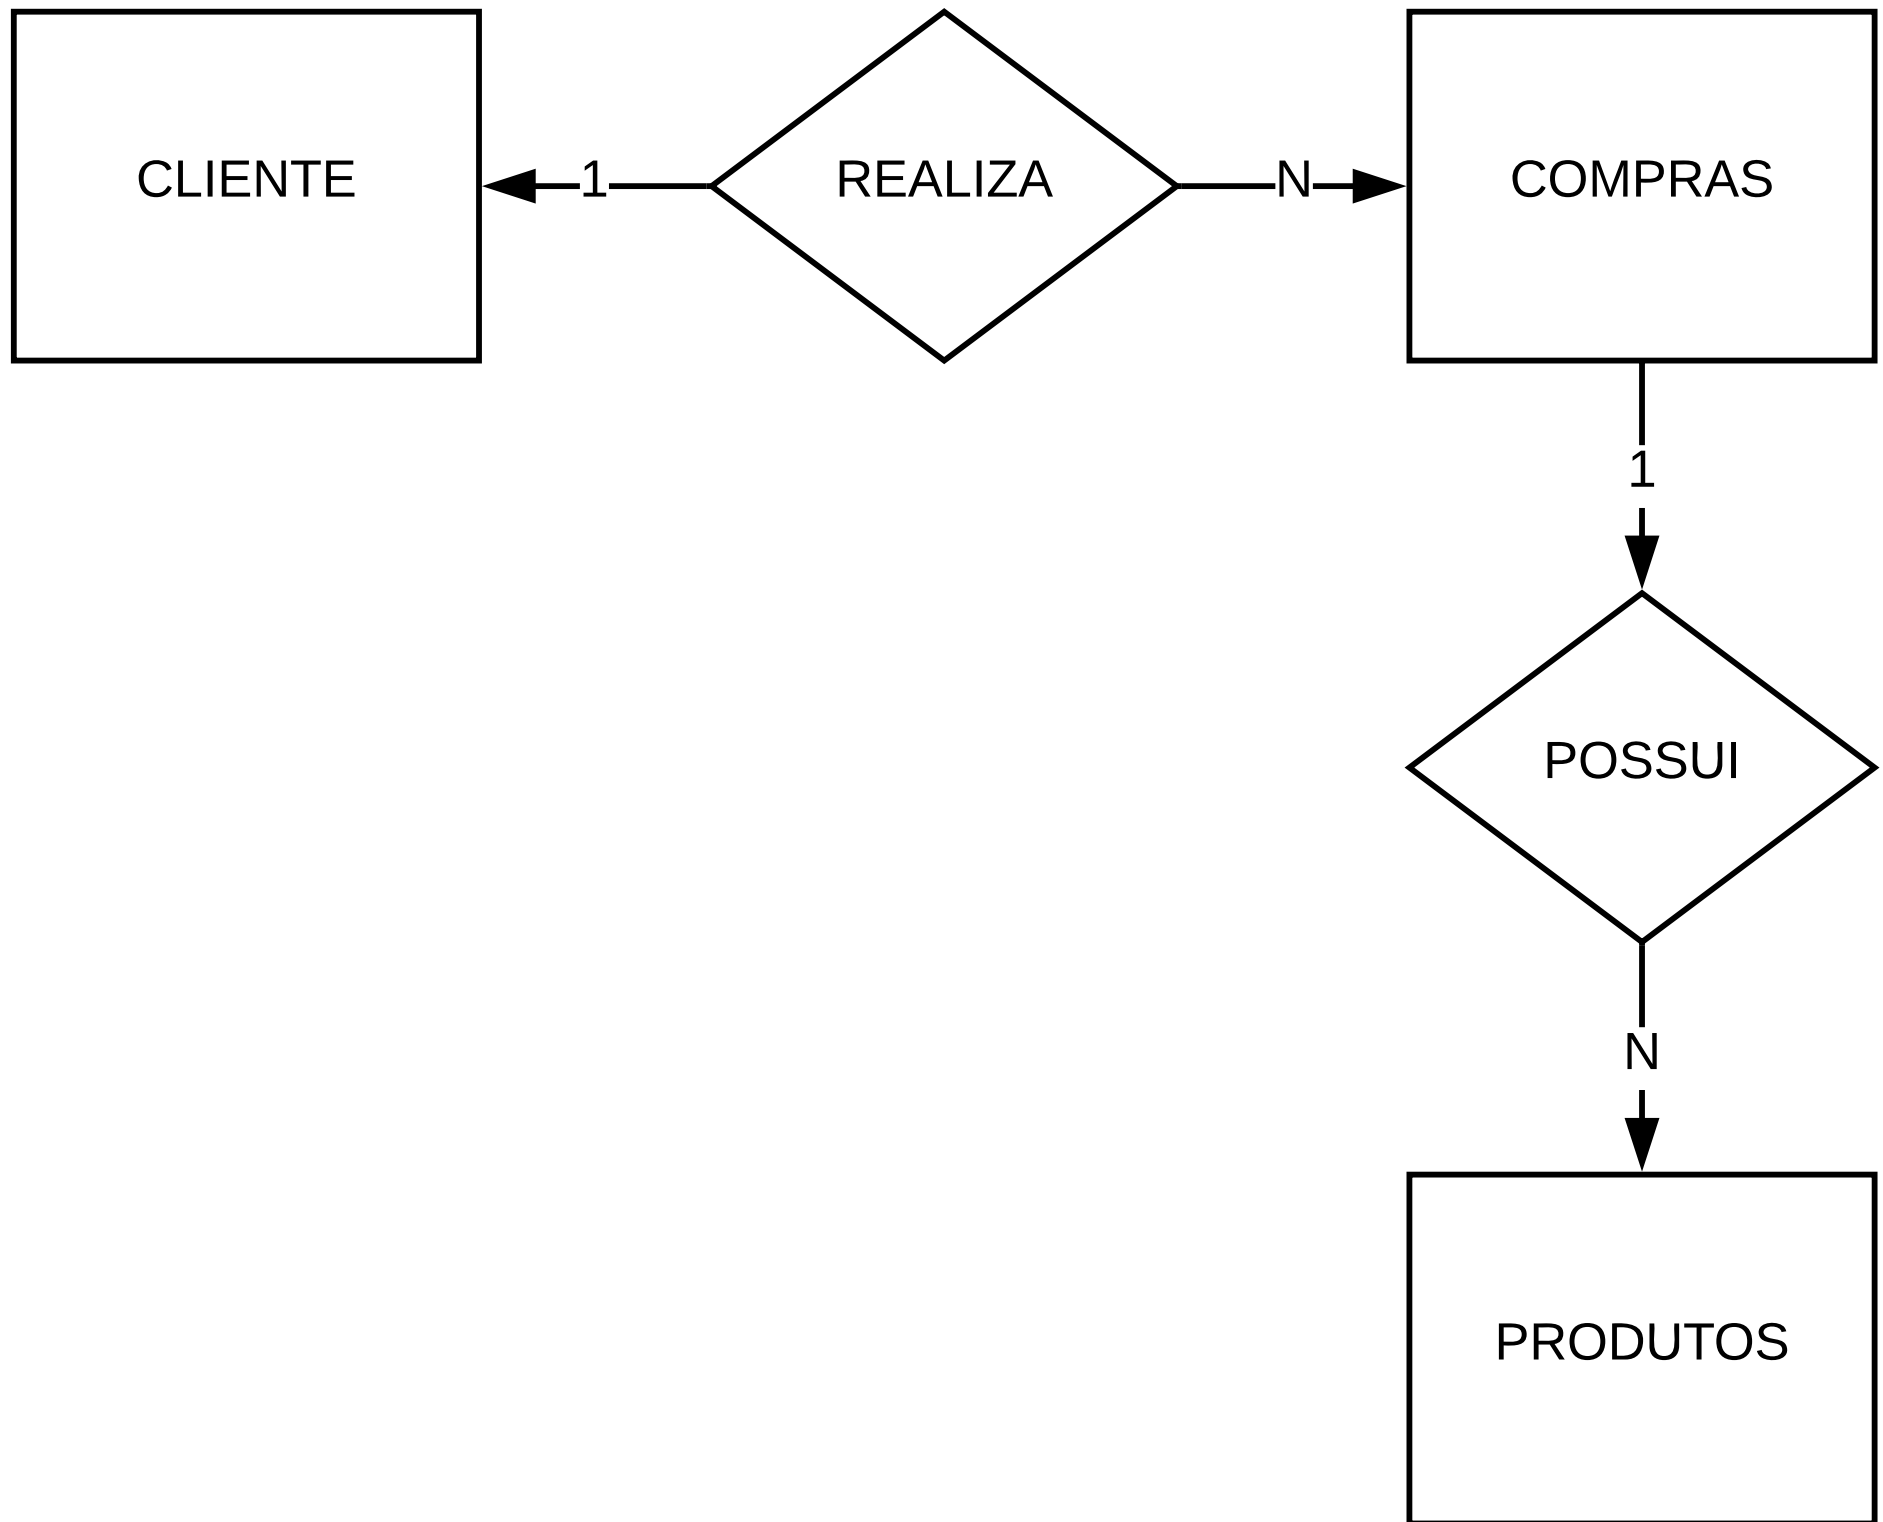 CLIENTE
1
REALIZA
N
COMPRAS
1
POSSUI
N
PRODUTOS